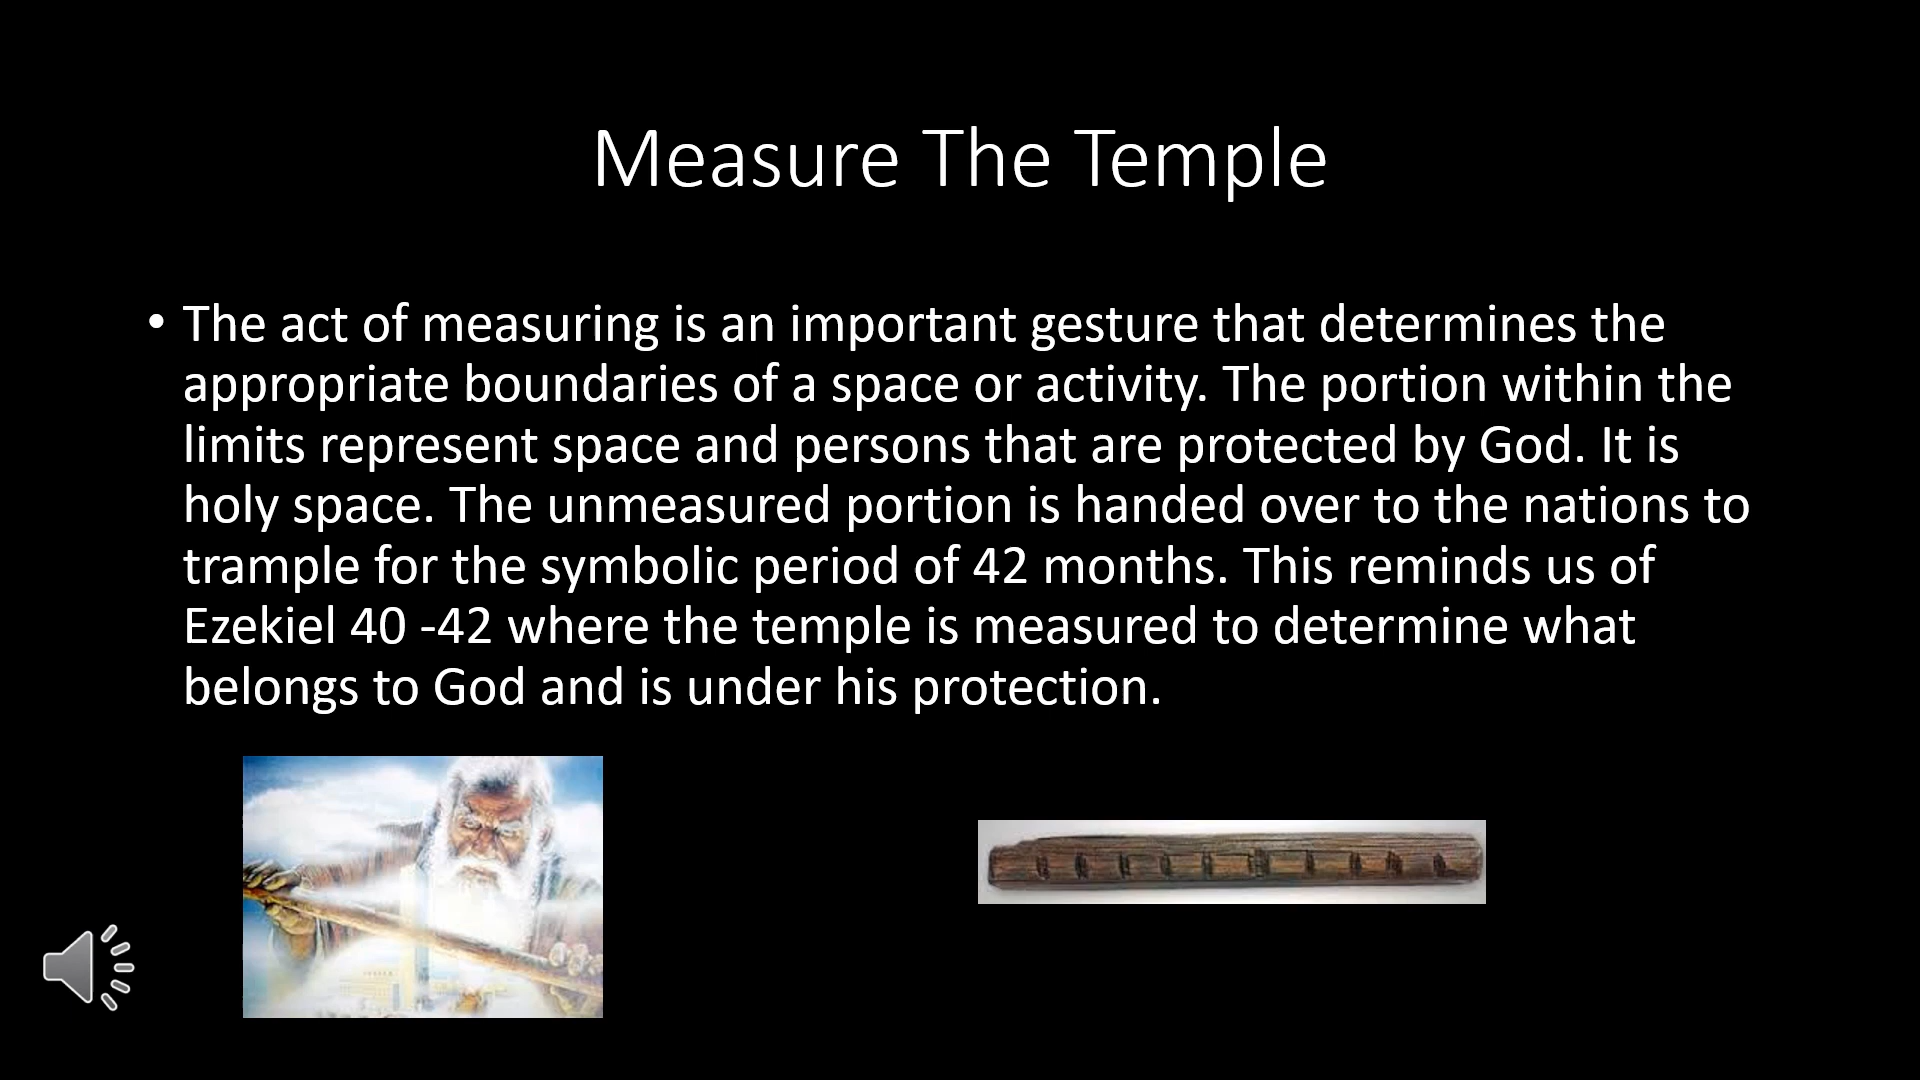 Measure The Temple
• The act of measuring is an important gesture that determines the
appropriate boundaries of a space or activity. The portion within the
limits represent space and persons that are protected by God. It is
holy space. The unmeasured portion is handed over to the nations to
trample for the symbolic period of 42 months. This reminds us of
Ezekiel 40 -42 where the temple is measured to determine what
belongs to God and is under his protection.